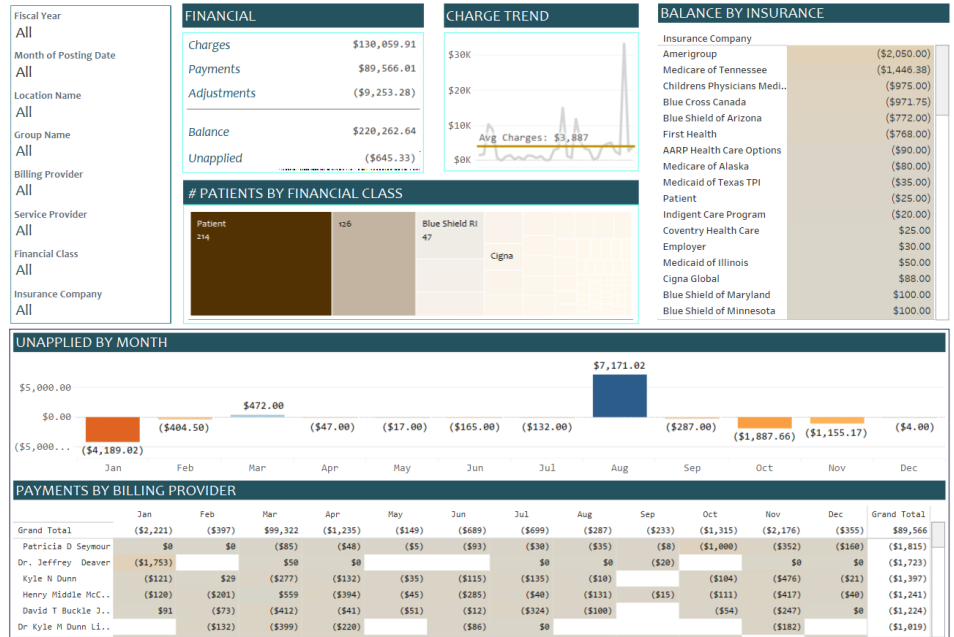 Fiscal Year
All
Month of Posting Date
All
Location Name
All
Group Name
All
Billing Provider
All
Service Provider
All
Financial Class
All
Insurance Company
All
FINANCIAL
Charges $130,059.91
Payments $89,566.01
Adjustments ($9,253.28)
Balance $220,262.64
Unapplied ($645.33)
CHARGE TREND
$30K
$20K
$10K
$0K
Avg Charges: $3,887
# PATIENTS BY FINANCIAL CLASS
Patient
214
126
Blue Shield RI
47
Cigna
BALANCE BY INSURANCE
Insurance Company
Amerigroup ($2,050.00)
Medicare of Tennessee ($1,446.38)
Childrens Physicians Medi.. ($975.00)
Blue Cross Canada ($971.75)
Blue Shield of Arizona ($772.00)
First Health ($768.00)
AARP Health Care Options ($90.00)
Medicare of Alaska ($80.00)
Medicaid of Texas TPI ($35.00)
Patient ($25.00)
Indigent Care Program ($20.00)
Coventry Health Care $25.00
Employer $30.00
Medicaid of Illinois $50.00
Cigna Global $88.00
Blue Shield of Maryland $100.00
Blue Shield of Minnesota $100.00
UNAPPLIED BY MONTH
$5,000.00
$0.00
($5,000...
($4,189.02) ($404.50) $472.00 ($47.00) ($17.00) ($165.00) ($132.00) $7,171.02 ($287.00) ($1,887.66) ($1,155.17) ($4.00)
Jan Feb Mar Apr May Jun Jul Aug Sep Oct Nov Dec
PAYMENTS BY BILLING PROVIDER
Jan Feb Mar Apr May Jun Jul Aug Sep Oct Nov Dec Grand Total
Grand Total ($2,221) ($397) $99,322 ($1,235) ($149) ($689) ($699) ($287) ($233) ($1,315) ($2,176) ($355) $89,566
Patricia D Seymour $0 $0 ($85) ($48) ($5) ($93) ($30) ($35) ($8) ($1,000) ($352) ($160) ($1,815)
Dr. Jeffrey Deaver ($1,753) $50 $0 $0 $0 ($20) $0 $0 ($1,723)
Kyle N Dunn ($121) $29 ($277) ($132) ($35) ($115) ($135) ($10) ($104) ($476) ($21) ($1,397)
Henry Middle McC.. ($120) ($201) $559 ($394) ($45) ($285) ($40) ($131) ($15) ($111) ($417) ($40) ($1,241)
David T Buckle J.. $91 ($73) ($412) ($41) ($51) ($12) ($324) ($100) ($54) ($247) $0 ($1,224)
Dr Kyle M Dunn Li.. ($132) ($399) ($220) ($86) $0 ($182) ($1,019)